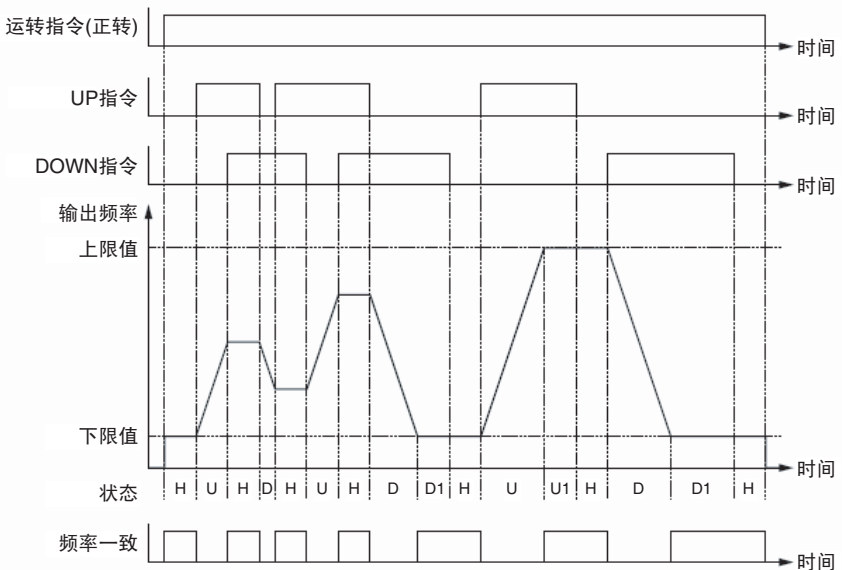 运转指令(正转)
时间
UP指令
时间
DOWN指令
时间
输出频率
上限值
下限值
时间
状态 H U H D H U H D D1 H U U1 H D D1 H
频率一致
时间